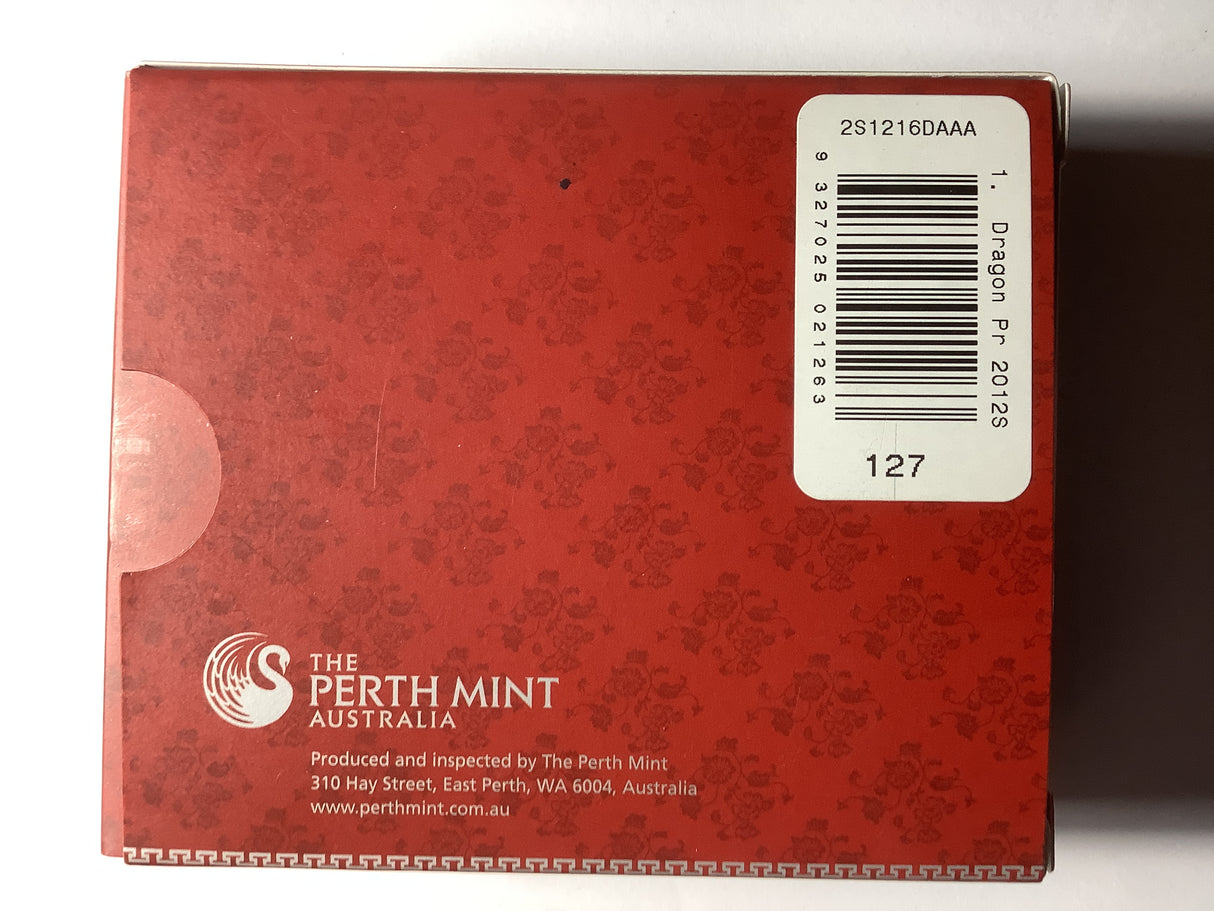 2S1216DAAA
9 327025 021263
1. Dragon Pr 2012S
127
THE
PERTH MINT
AUSTRALIA
Produced and inspected by The Perth Mint
310 Hay Street, East Perth, WA 6004, Australia
www.perthmint.com.au